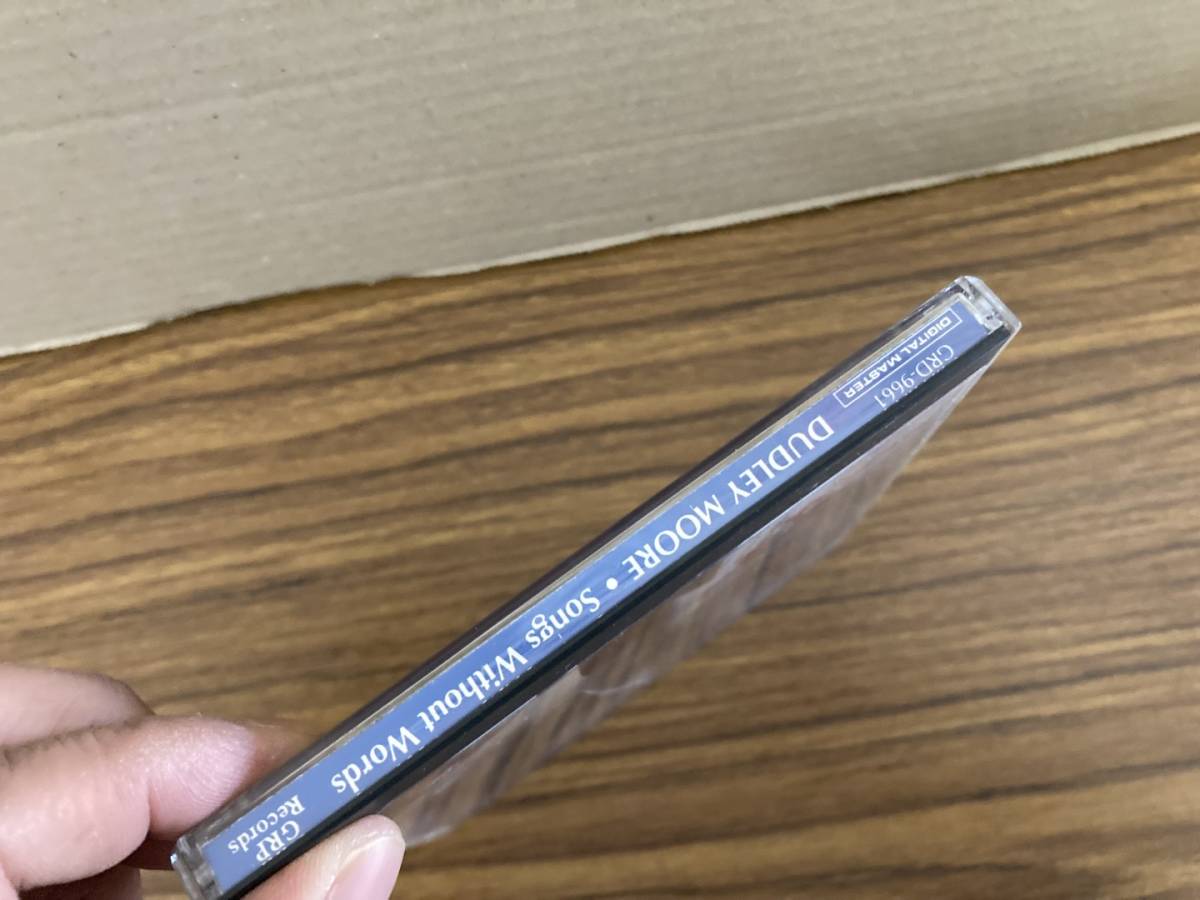 GRD-9661
DIGITAL MASTER
DUDLEY MOORE • Songs Without Words
GRP
Records